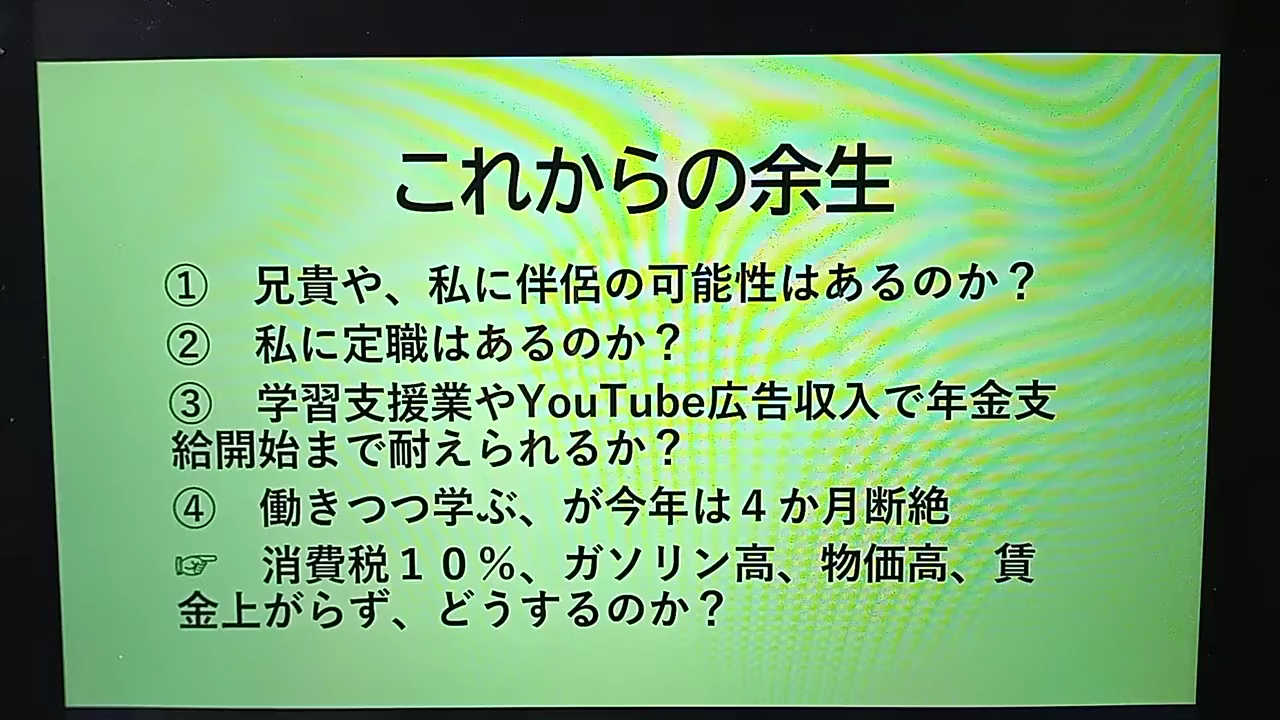 これからの余生
①　兄貴や、私に伴侶の可能性はあるのか？
②　私に定職はあるのか？
③　学習支援業やYouTube広告収入で年金支
給開始まで耐えられるか？
④　働きつつ学ぶ、が今年は４か月断絶
☞　消費税１０％、ガソリン高、物価高、賃
金上がらず、どうするのか？